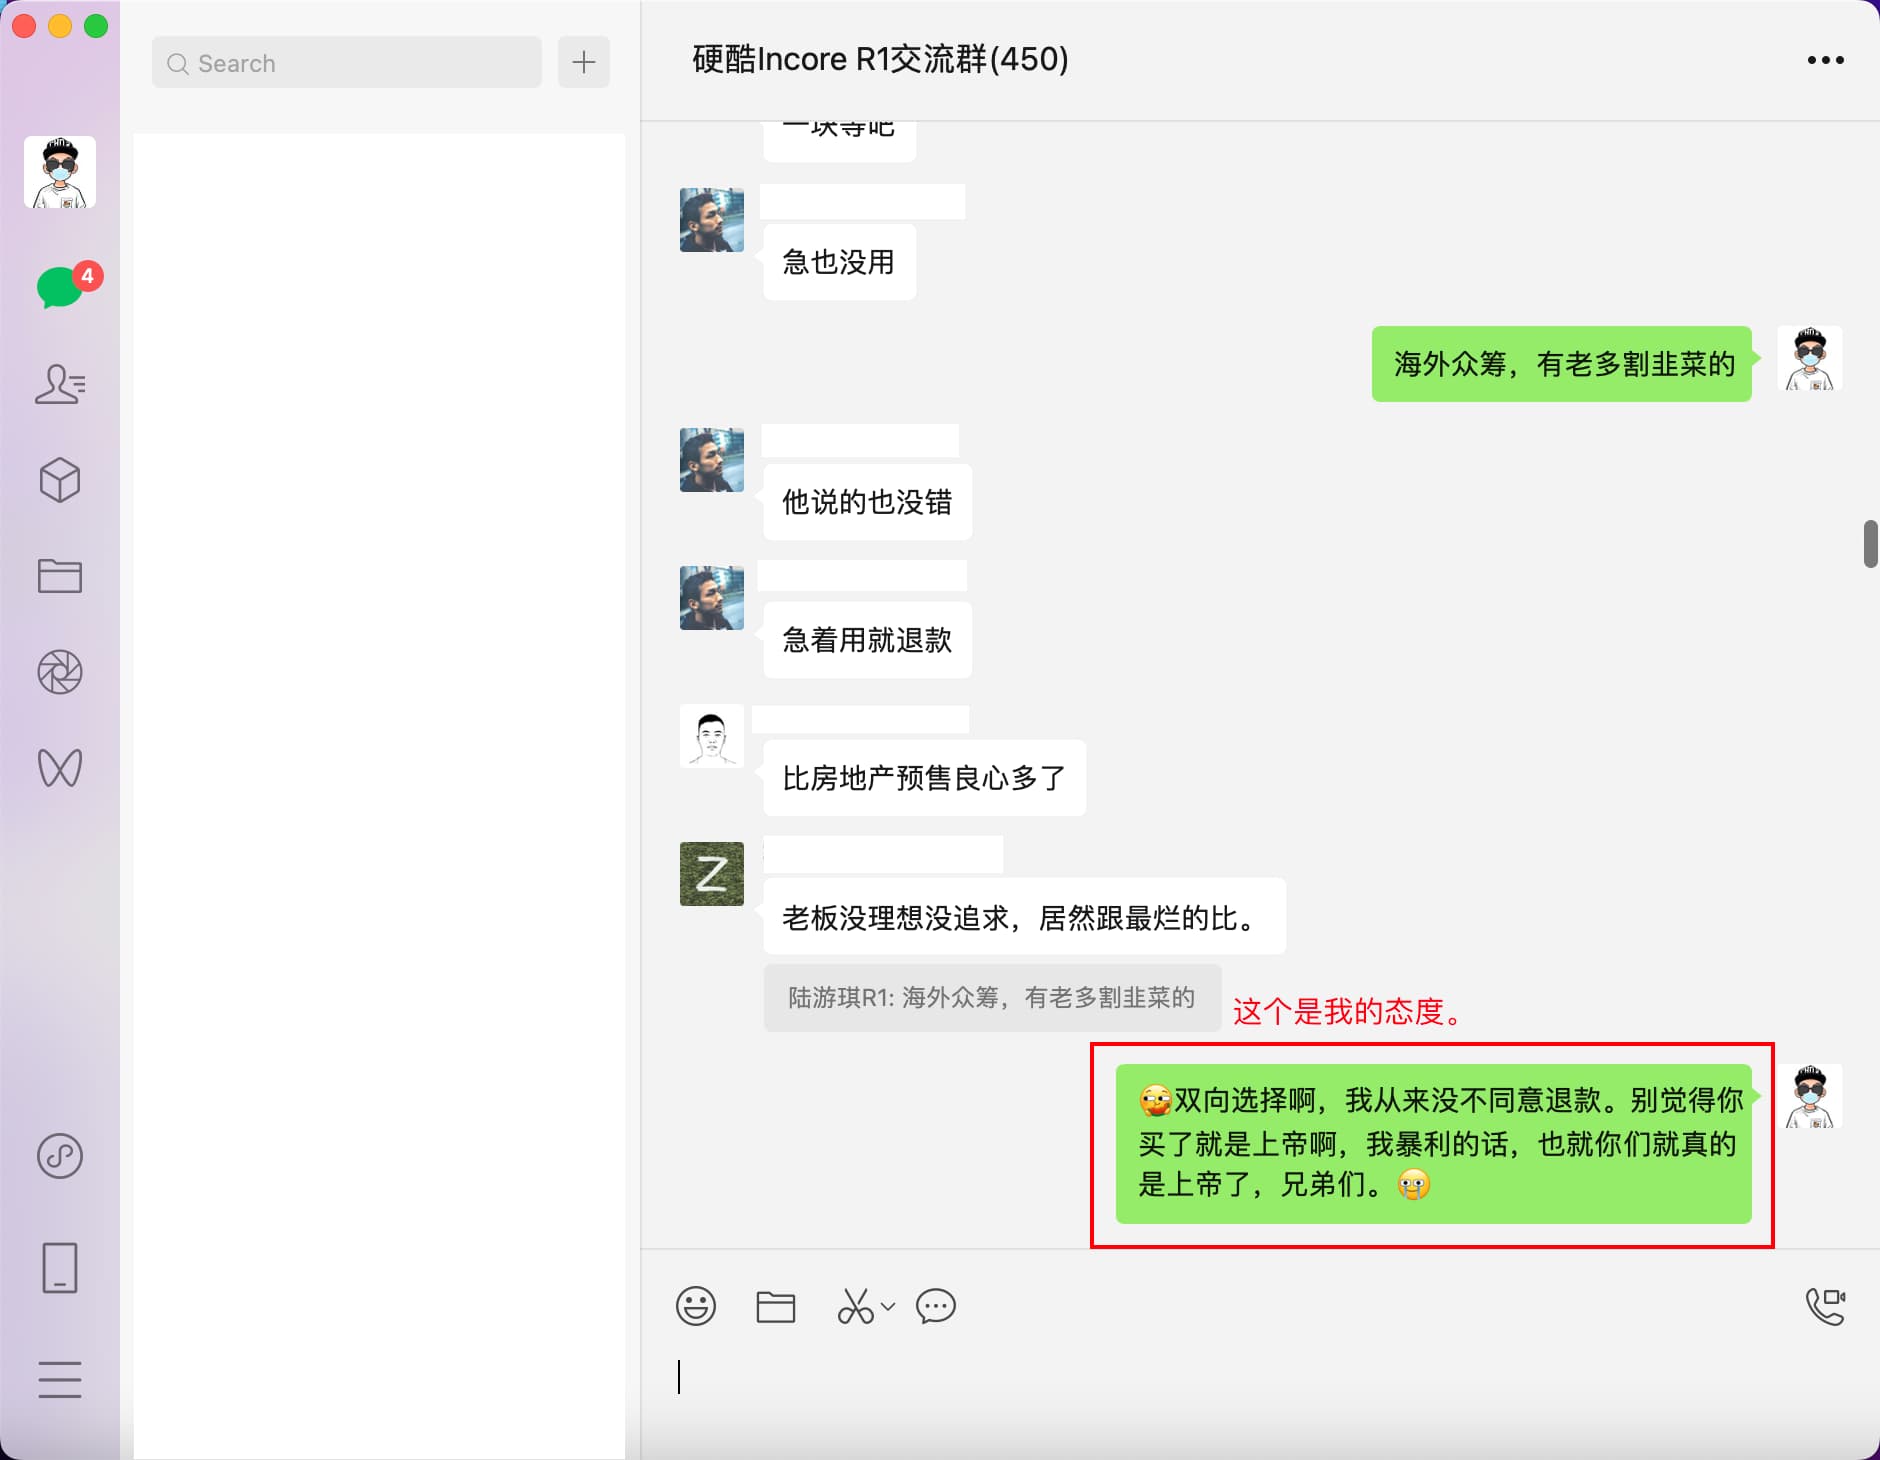 Search
硬酷Incore R1交流群(450)
一块等吧
急也没用
4
海外众筹，有老多割韭菜的
他说的也没错
急着用就退款
比房地产预售良心多了
Z
老板没理想没追求，居然跟最烂的比。
陆游琪R1: 海外众筹，有老多割韭菜的
这个是我的态度。
双向选择啊，我从来没不同意退款。别觉得你
买了就是上帝啊，我暴利的话，也就你们就真的
是上帝了，兄弟们。